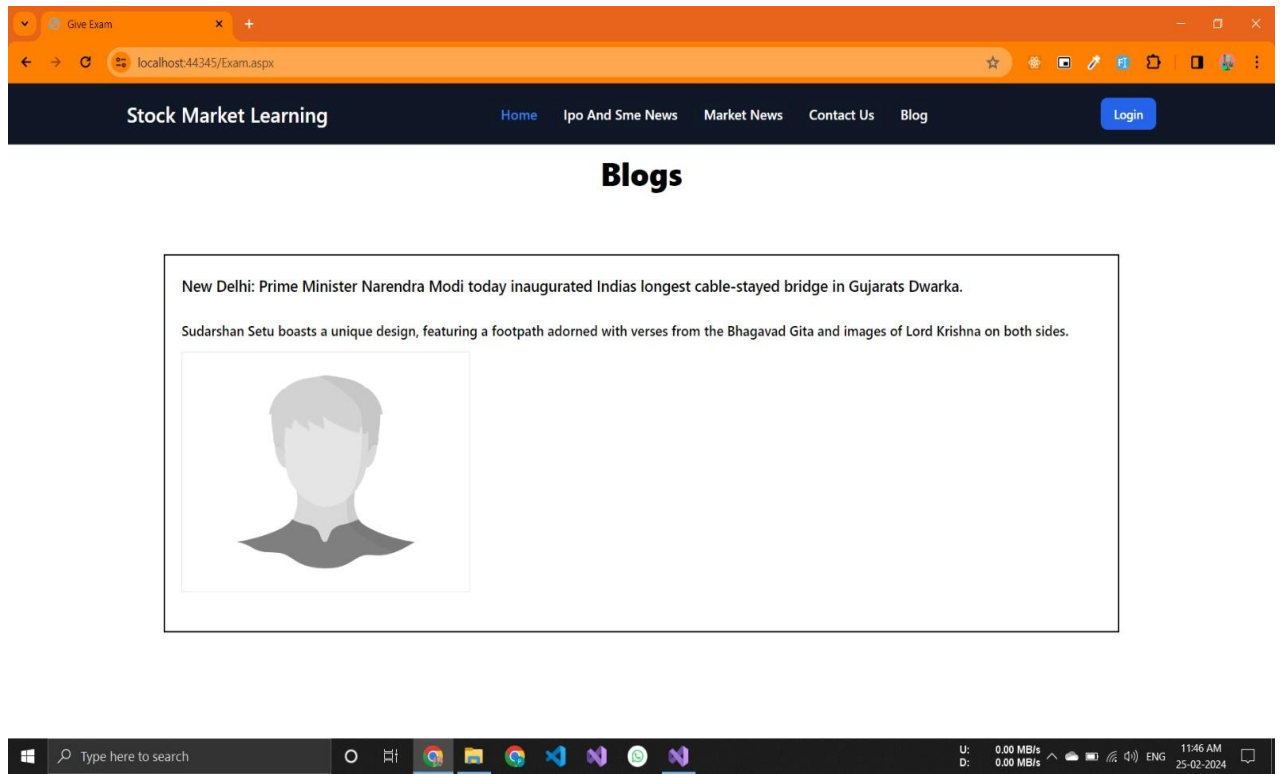 Give Exam
localhost:44345/Exam.aspx
Stock Market Learning
Home
Ipo And Sme News
Market News
Contact Us
Blog
Login
Blogs
New Delhi: Prime Minister Narendra Modi today inaugurated Indias longest cable-stayed bridge in Gujarats Dwarka.
Sudarshan Setu boasts a unique design, featuring a footpath adorned with verses from the Bhagavad Gita and images of Lord Krishna on both sides.
Type here to search
U: 0.00 MB/s
D: 0.00 MB/s
ENG
11:46 AM
25-02-2024